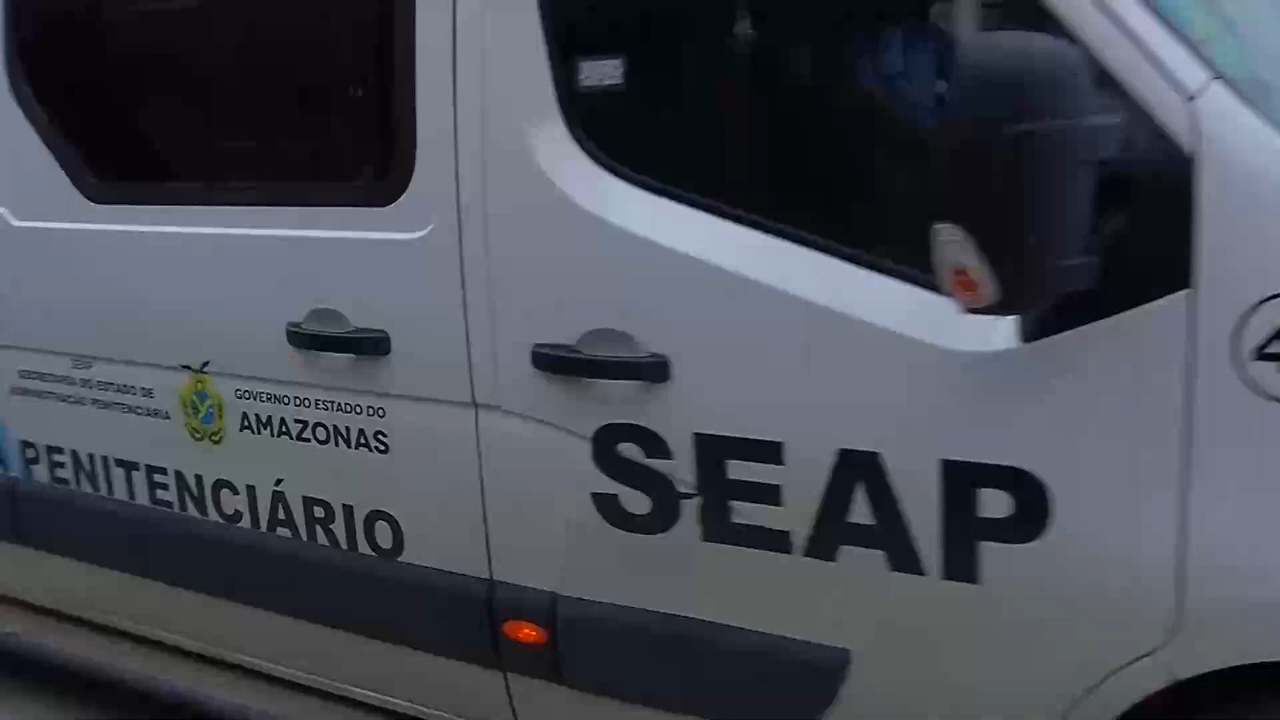 SEAP
SECRETARIA DO ESTADO DE
ADMINISTRAÇÃO PENITENCIÁRIA
GOVERNO DO ESTADO DO
AMAZONAS
PENITENCIÁRIO
SEAP